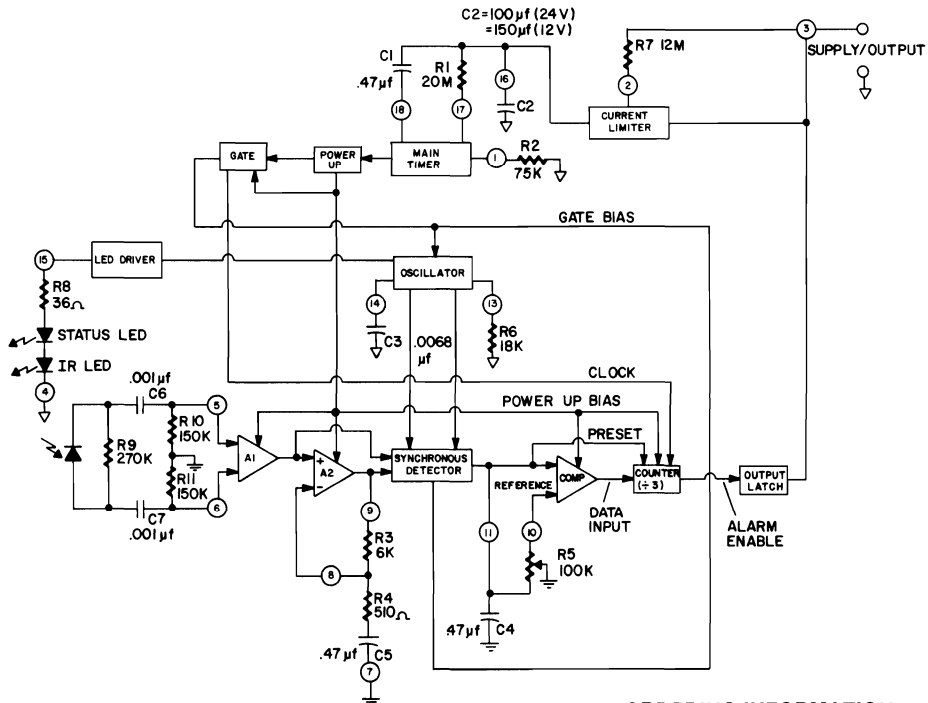 C2=100µf (24V)
=150µf (12V)
3
SUPPLY/OUTPUT
R7 12M
2
C1
.47µf
R1
20M
16
C2
18
17
CURRENT
LIMITER
GATE
POWER
UP
MAIN
TIMER
1
R2
75K
GATE BIAS
15
LED DRIVER
OSCILLATOR
R8
36Ω
14
13
STATUS LED
C3
.0068
µf
R6
18K
IR LED
4
CLOCK
.001µf
C6
5
POWER UP BIAS
PRESET
R9
270K
R10
150K
A1
+
A2
-
SYNCHRONOUS
DETECTOR
REFERENCE
COMP
COUNTER
(÷3)
OUTPUT
LATCH
R11
150K
6
C7
.001µf
9
11
10
DATA
INPUT
ALARM
ENABLE
R3
6K
R5
100K
8
R4
510Ω
.47µf
C4
.47µf
C5
7